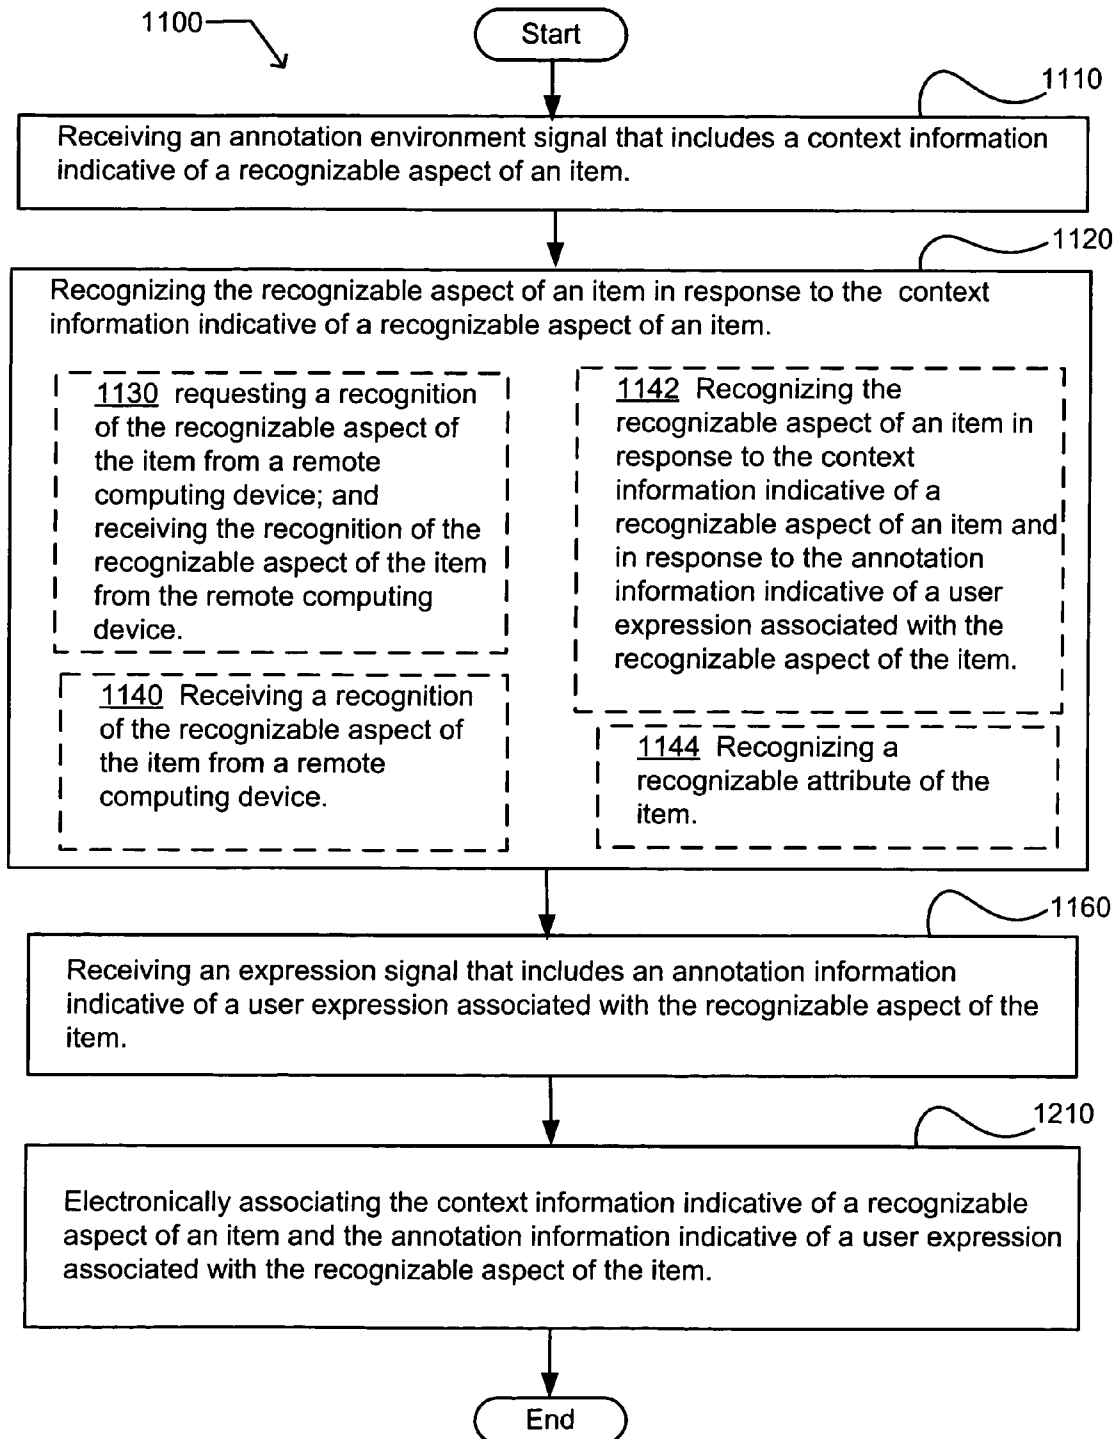 1100
Start
1110
Receiving an annotation environment signal that includes a context information
indicative of a recognizable aspect of an item.
1120
Recognizing the recognizable aspect of an item in response to the context
information indicative of a recognizable aspect of an item.
1130 requesting a recognition
of the recognizable aspect of
the item from a remote
computing device; and
receiving the recognition of the
recognizable aspect of the item
from the remote computing
device.
1140 Receiving a recognition
of the recognizable aspect of
the item from a remote
computing device.
1142 Recognizing the
recognizable aspect of an item in
response to the context
information indicative of a
recognizable aspect of an item and
in response to the annotation
information indicative of a user
expression associated with the
recognizable aspect of the item.
1144 Recognizing a
recognizable attribute of the
item.
1160
Receiving an expression signal that includes an annotation information
indicative of a user expression associated with the recognizable aspect of the
item.
1210
Electronically associating the context information indicative of a recognizable
aspect of an item and the annotation information indicative of a user expression
associated with the recognizable aspect of the item.
End